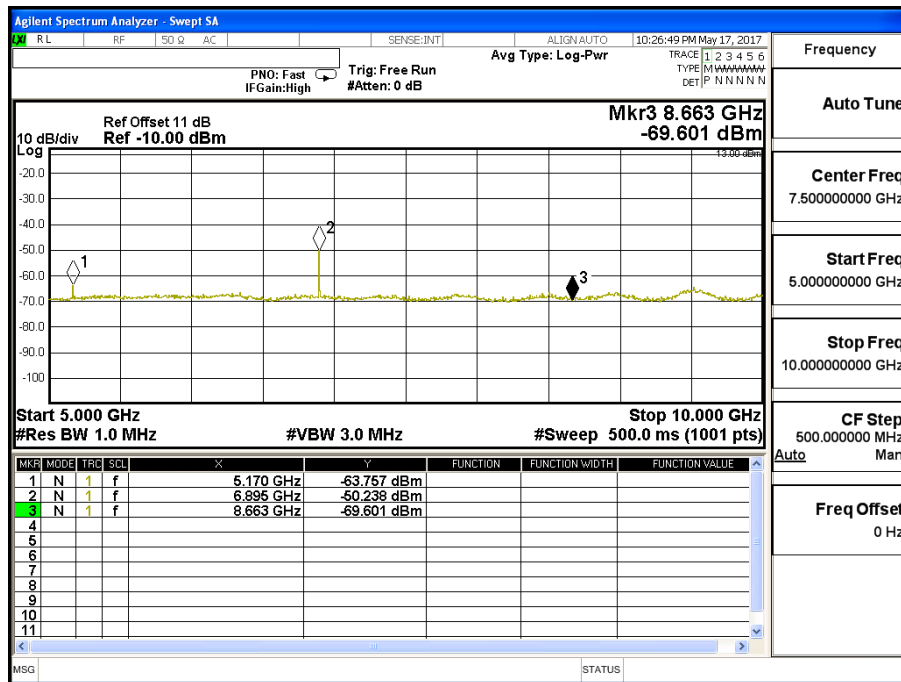 Agilent Spectrum Analyzer - Swept SA
LXI RL RF 50 Ω AC SENSE:INT ALIGN AUTO 10:26:49 PM May 17, 2017
PNO: Fast
IFGain:High
Trig: Free Run
#Atten: 0 dB
Avg Type: Log-Pwr
TRACE 1 2 3 4 5 6
TYPE M WWWWW
DET P N N N N N
Frequency
Auto Tune
Center Freq
7.500000000 GHz
Start Freq
5.000000000 GHz
Stop Freq
10.000000000 GHz
CF Step
500.000000 MHz
Auto Man
Freq Offset
0 Hz
Mkr3 8.663 GHz
-69.601 dBm
Ref Offset 11 dB
10 dB/div Ref -10.00 dBm
Log
-13.00 dBm
-20.0
-30.0
-40.0
-50.0
-60.0
-70.0
-80.0
-90.0
-100
1
2
3
Start 5.000 GHz Stop 10.000 GHz
#Res BW 1.0 MHz #VBW 3.0 MHz #Sweep 500.0 ms (1001 pts)
MKR MODE TRC SCL X Y FUNCTION FUNCTION WIDTH FUNCTION VALUE
1 N 1 f 5.170 GHz -63.757 dBm
2 N 1 f 6.895 GHz -50.238 dBm
3 N 1 f 8.663 GHz -69.601 dBm
4
5
6
7
8
9
10
11
MSG STATUS